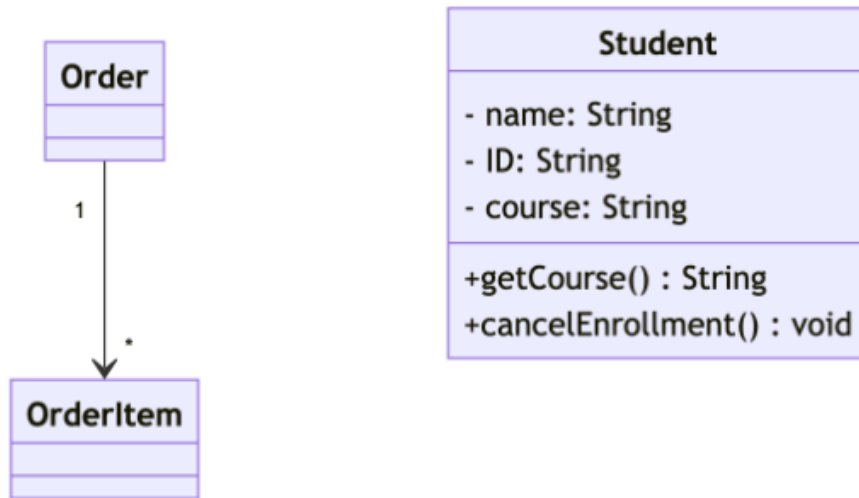 Order
1
*
OrderItem
Student
- name: String
- ID: String
- course: String
+getCourse() : String
+cancelEnrollment() : void